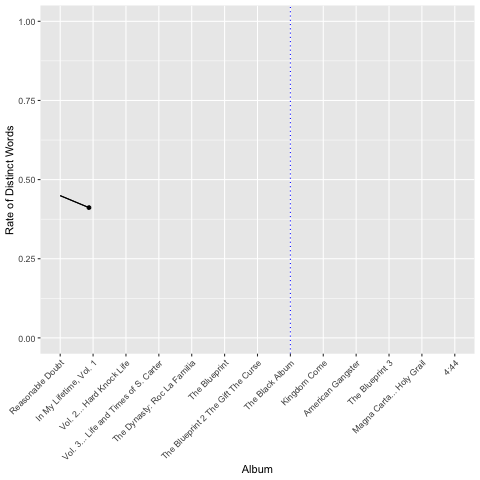 1.00
0.75
0.50
0.25
0.00
Rate of Distinct Words
Reasonable Doubt
In My Lifetime, Vol. 1
Vol. 2... Hard Knock Life
Vol. 3... Life and Times of S. Carter
The Dynasty: Roc La Familia
The Blueprint
The Blueprint 2 The Gift The Curse
The Black Album
Kingdom Come
American Gangster
The Blueprint 3
Magna Carta... Holy Grail
4:44
Album